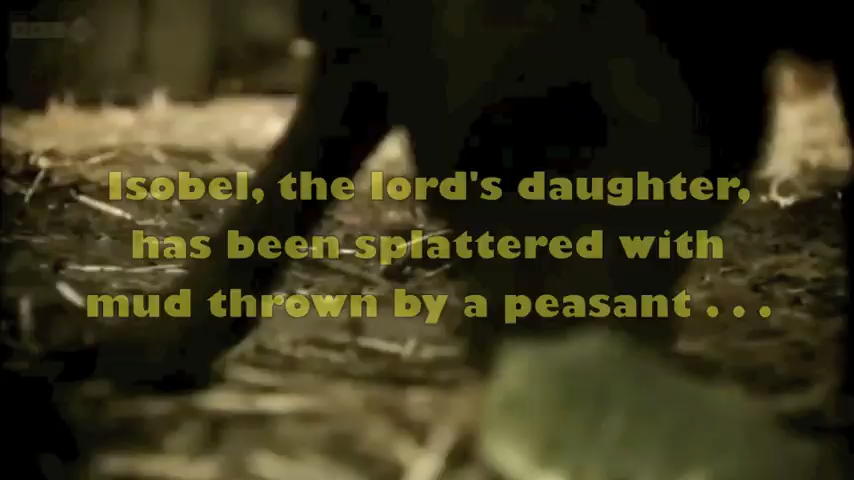 Isobel, the lord's daughter,
has been splattered with
mud thrown by a peasant . . .